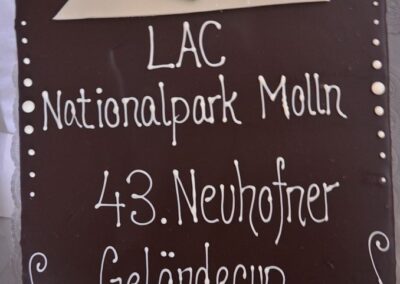 LAC
Nationalpark Molln
43. Neuhofner
Geländecup